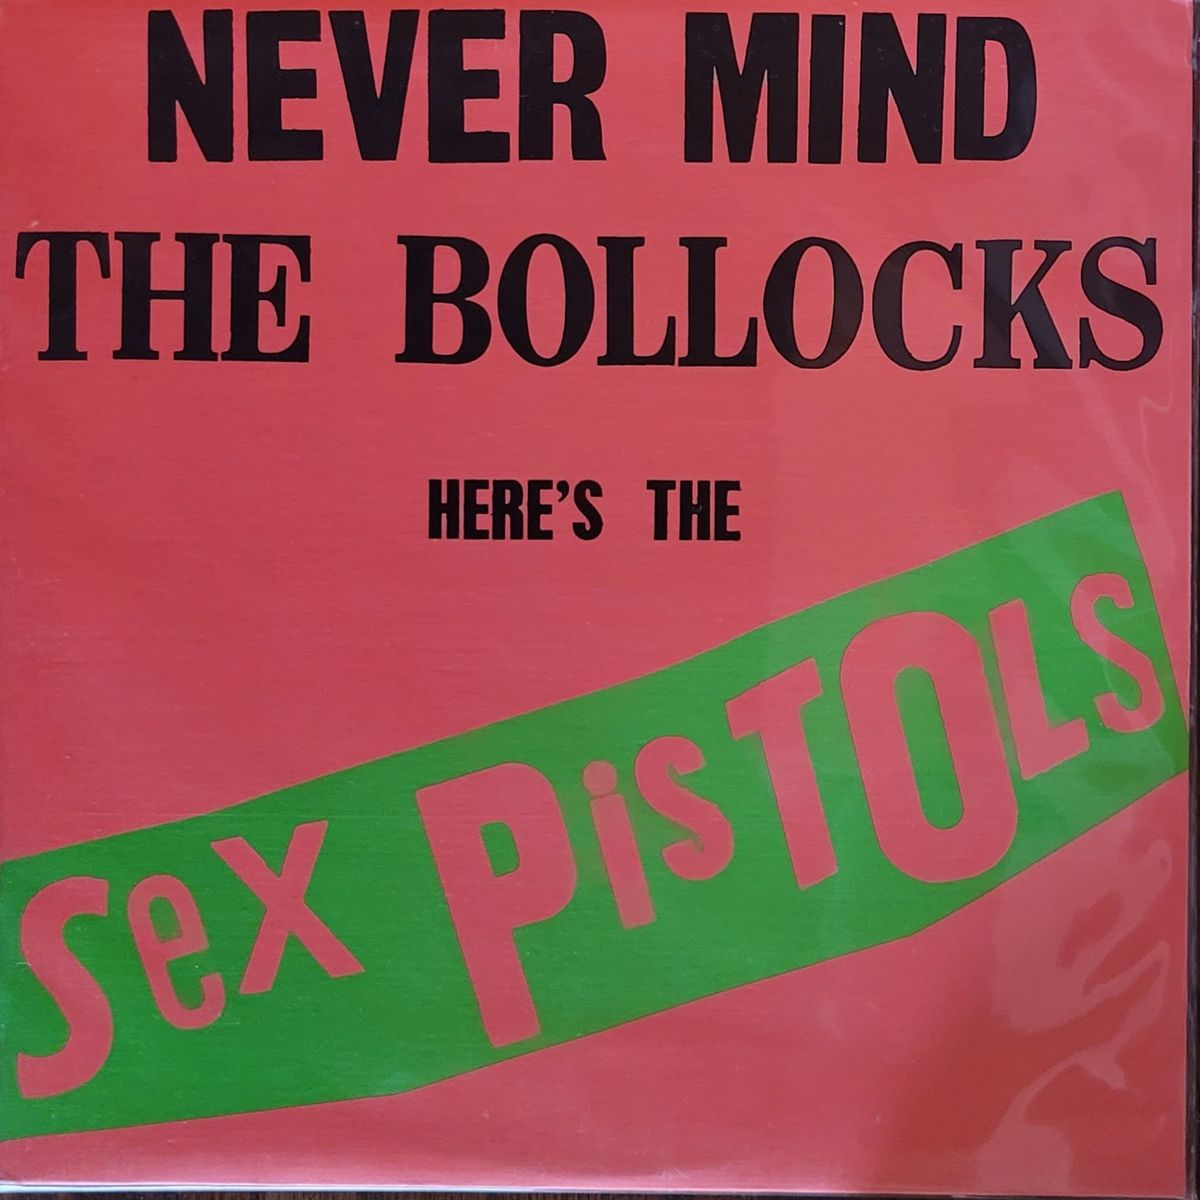 NEVER MIND
THE BOLLOCKS
HERE'S THE
Sex PiSTOLS